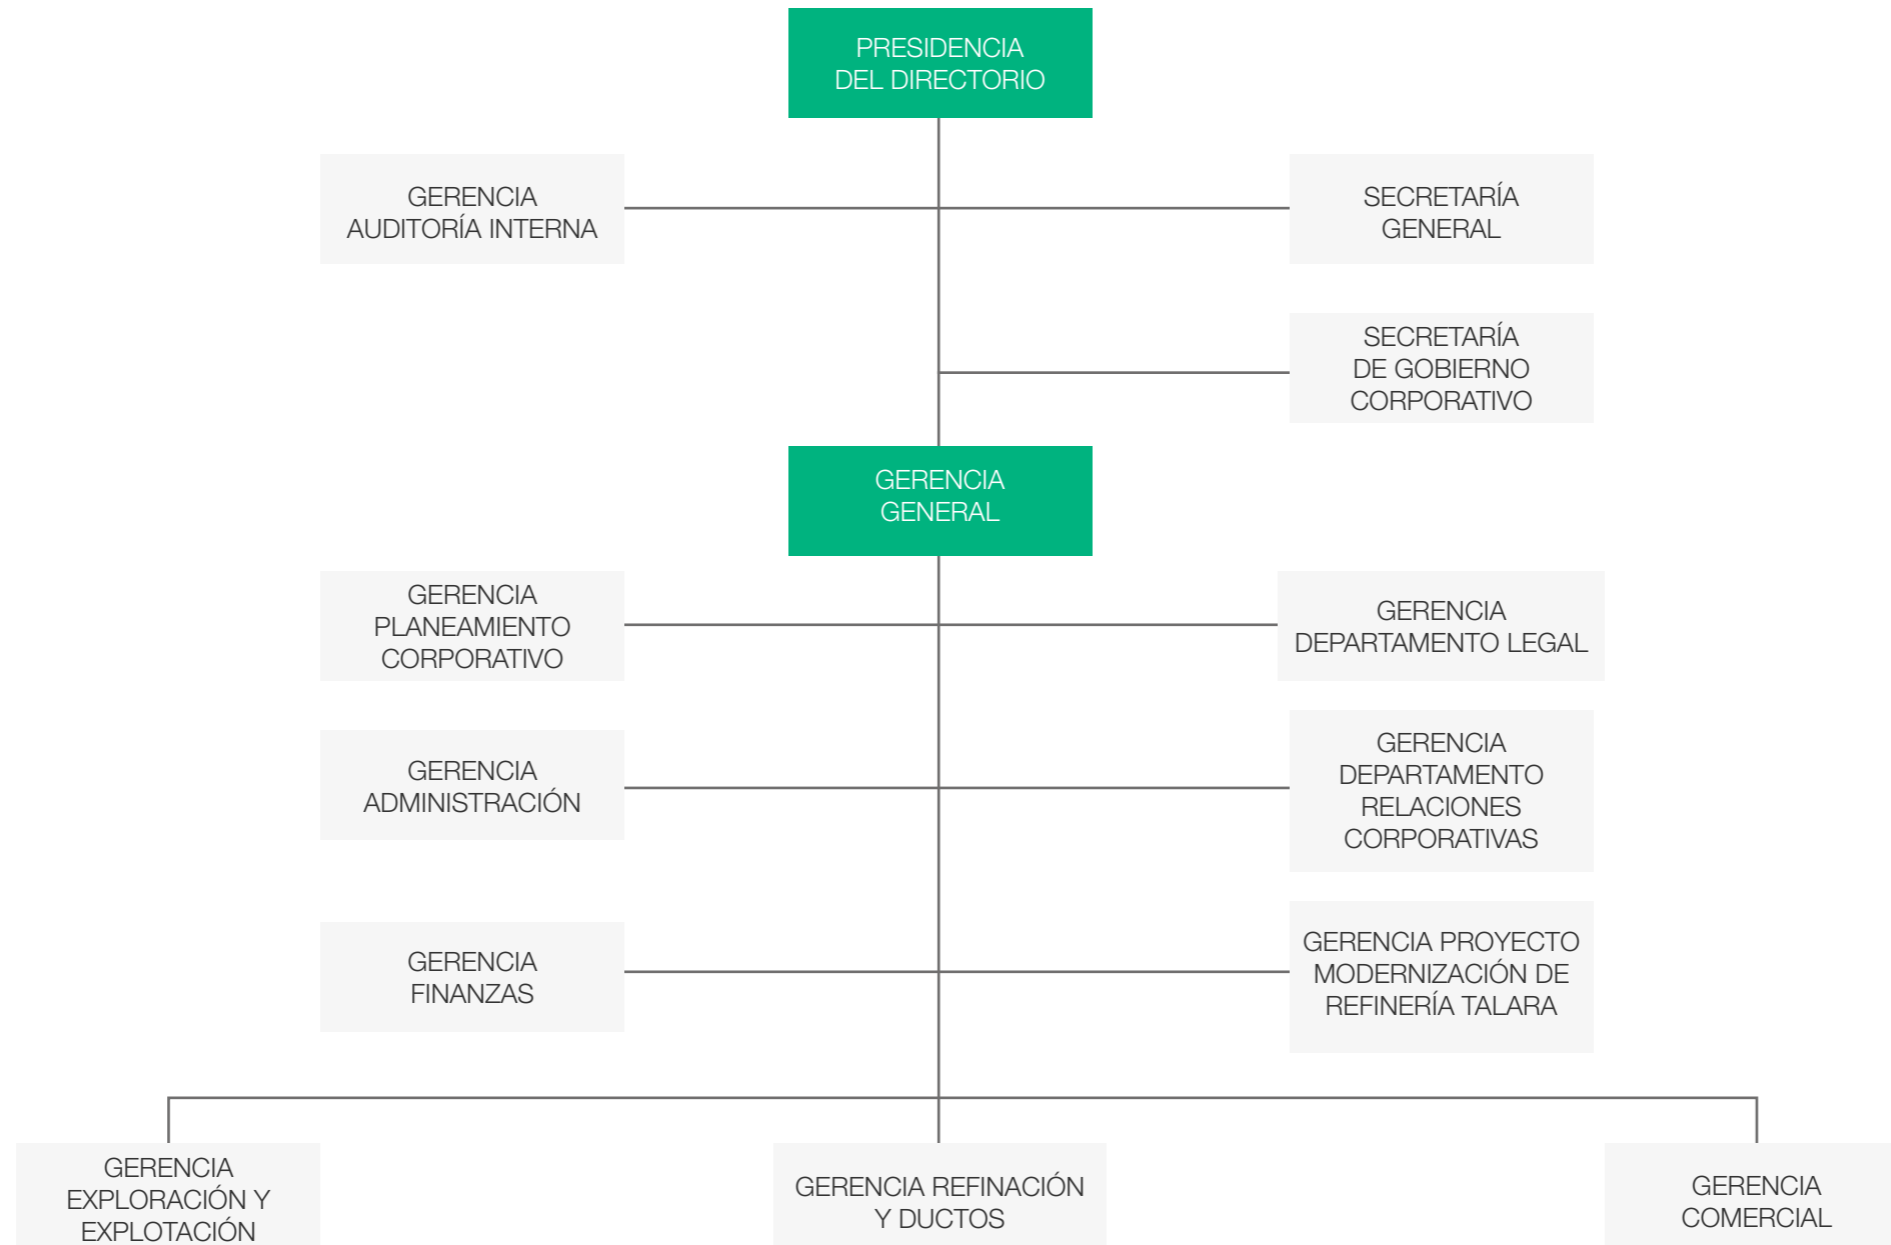 PRESIDENCIA
DEL DIRECTORIO
GERENCIA
AUDITORÍA INTERNA
SECRETARÍA
GENERAL
SECRETARÍA
DE GOBIERNO
CORPORATIVO
GERENCIA
GENERAL
GERENCIA
PLANEAMIENTO
CORPORATIVO
GERENCIA
DEPARTAMENTO LEGAL
GERENCIA
ADMINISTRACIÓN
GERENCIA
DEPARTAMENTO
RELACIONES
CORPORATIVAS
GERENCIA
FINANZAS
GERENCIA PROYECTO
MODERNIZACIÓN DE
REFINERÍA TALARA
GERENCIA
EXPLORACIÓN Y
EXPLOTACIÓN
GERENCIA REFINACIÓN
Y DUCTOS
GERENCIA
COMERCIAL